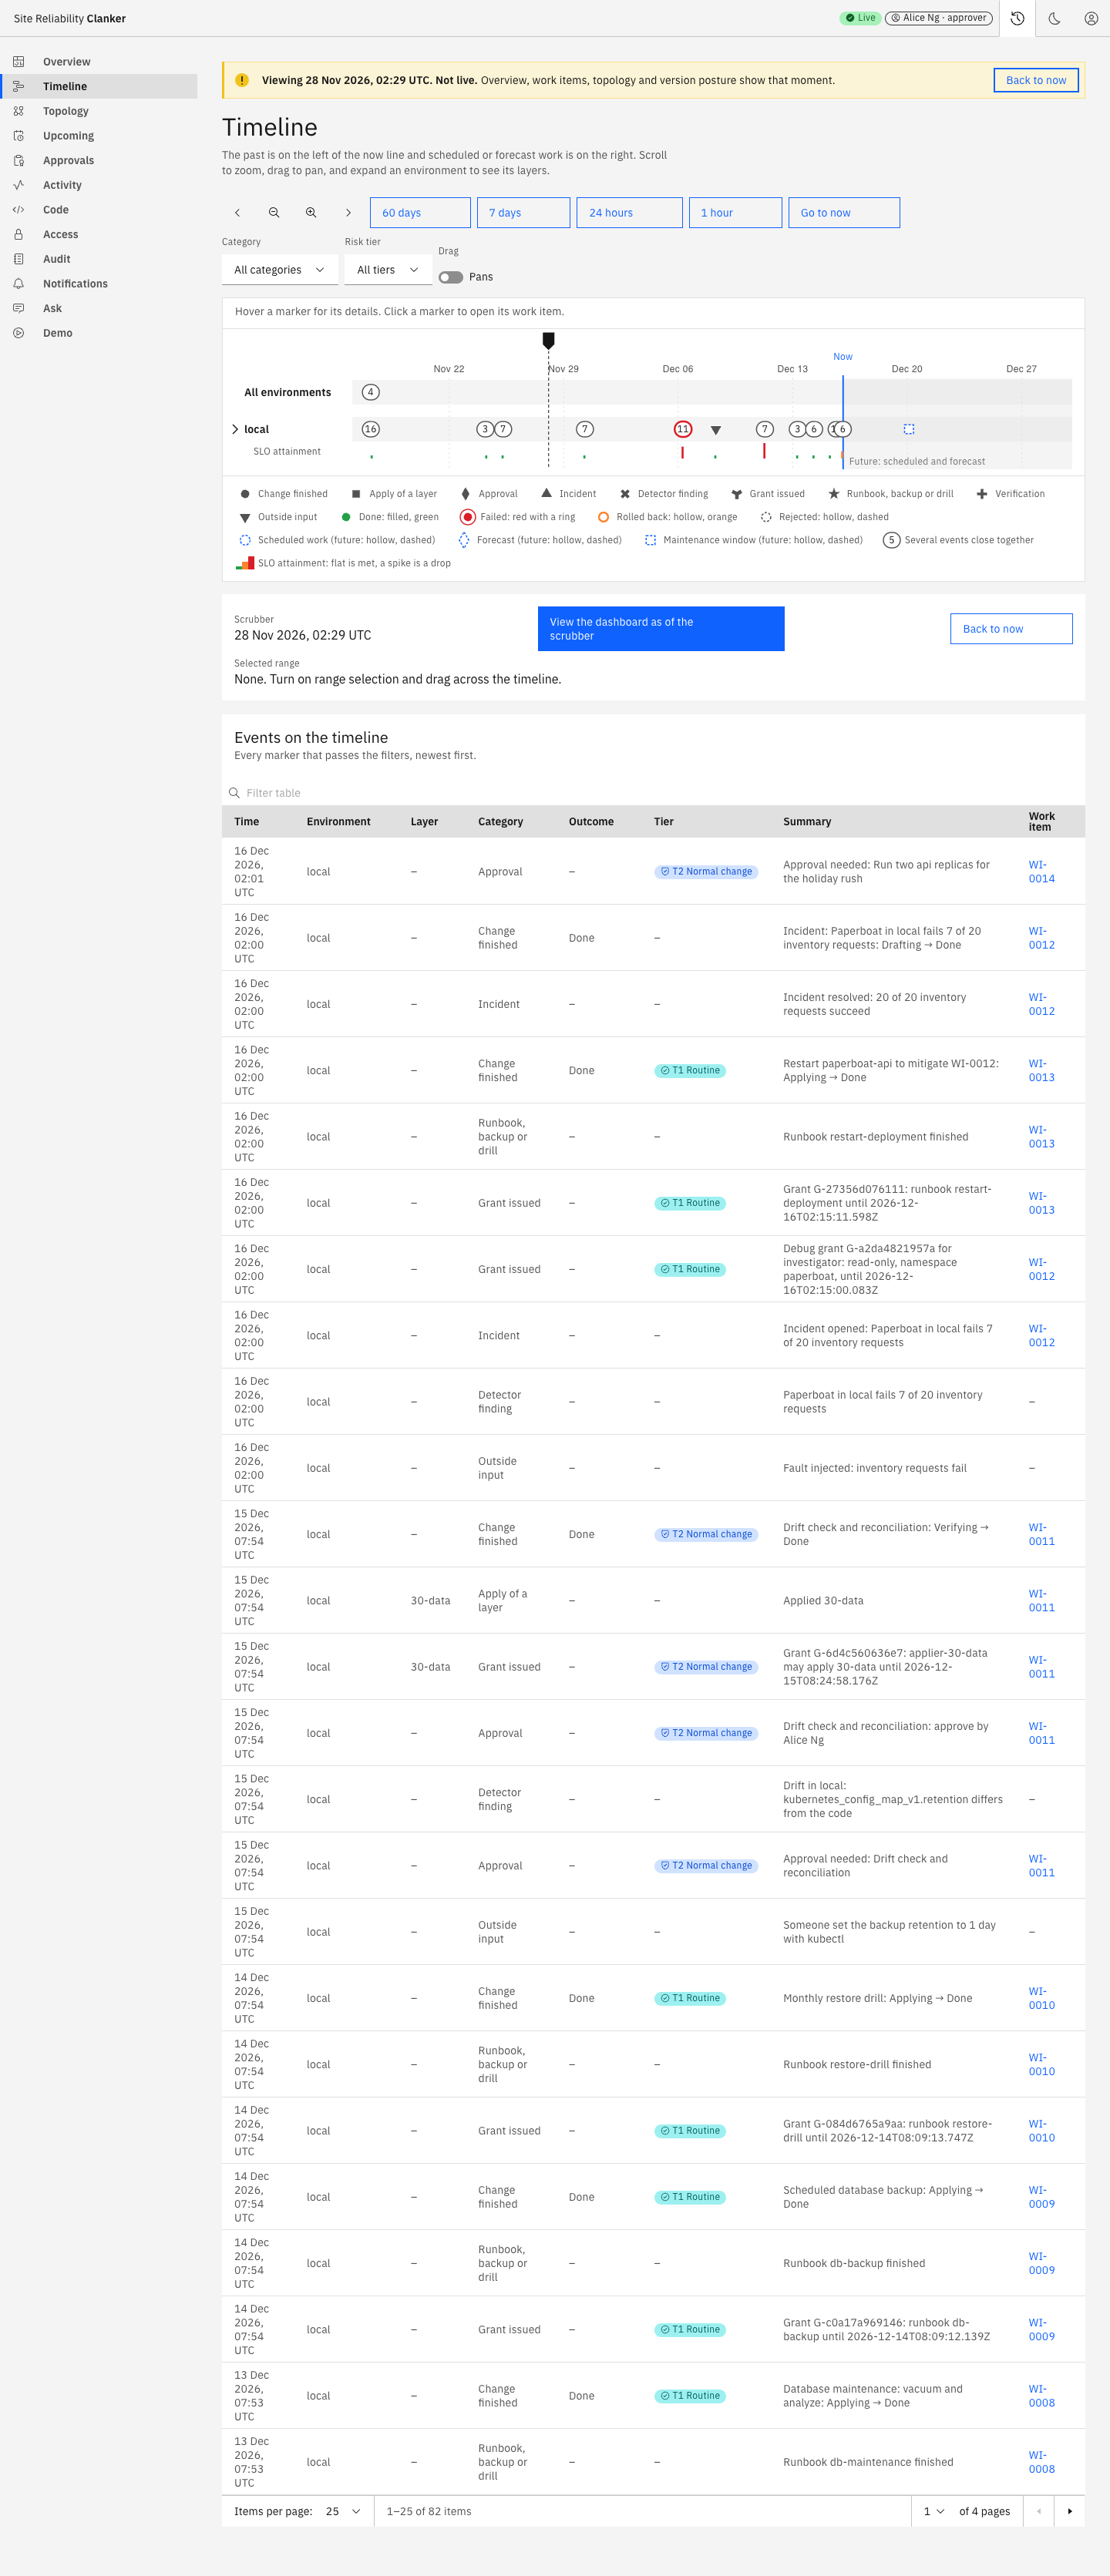 Site Reliability Clanker
Live
Alice Ng · approver
Overview
Timeline
Topology
Upcoming
Approvals
Activity
Code
Access
Audit
Notifications
Ask
Demo
Viewing 28 Nov 2026, 02:29 UTC. Not live. Overview, work items, topology and version posture show that moment.
Back to now
Timeline
The past is on the left of the now line and scheduled or forecast work is on the right. Scroll
to zoom, drag to pan, and expand an environment to see its layers.
60 days
7 days
24 hours
1 hour
Go to now
Category
Risk tier
Drag
All categories
All tiers
Pans
Hover a marker for its details. Click a marker to open its work item.
Now
Nov 22
Nov 29
Dec 06
Dec 13
Dec 20
Dec 27
All environments
4
local
16 3 7 7 11 7 3 6 6
SLO attainment
Future: scheduled and forecast
Change finished
Apply of a layer
Approval
Incident
Detector finding
Grant issued
Runbook, backup or drill
Verification
Outside input
Done: filled, green
Failed: red with a ring
Rolled back: hollow, orange
Rejected: hollow, dashed
Scheduled work (future: hollow, dashed)
Forecast (future: hollow, dashed)
Maintenance window (future: hollow, dashed)
5 Several events close together
SLO attainment: flat is met, a spike is a drop
Scrubber
28 Nov 2026, 02:29 UTC
View the dashboard as of the
scrubber
Back to now
Selected range
None. Turn on range selection and drag across the timeline.
Events on the timeline
Every marker that passes the filters, newest first.
Filter table
Time Environment Layer Category Outcome Tier Summary Work item
16 Dec 2026, 02:01 UTC local – Approval – T2 Normal change Approval needed: Run two api replicas for the holiday rush WI-0014
16 Dec 2026, 02:00 UTC local – Change finished Done – Incident: Paperboat in local fails 7 of 20 inventory requests: Drafting → Done WI-0012
16 Dec 2026, 02:00 UTC local – Incident – – Incident resolved: 20 of 20 inventory requests succeed WI-0012
16 Dec 2026, 02:00 UTC local – Change finished Done T1 Routine Restart paperboat-api to mitigate WI-0012: Applying → Done WI-0013
16 Dec 2026, 02:00 UTC local – Runbook, backup or drill – – Runbook restart-deployment finished WI-0013
16 Dec 2026, 02:00 UTC local – Grant issued – T1 Routine Grant G-27356d076111: runbook restart-deployment until 2026-12-16T02:15:11.598Z WI-0013
16 Dec 2026, 02:00 UTC local – Grant issued – T1 Routine Debug grant G-a2da4821957a for investigator: read-only, namespace paperboat, until 2026-12-16T02:15:00.083Z WI-0012
16 Dec 2026, 02:00 UTC local – Incident – – Incident opened: Paperboat in local fails 7 of 20 inventory requests WI-0012
16 Dec 2026, 02:00 UTC local – Detector finding – – Paperboat in local fails 7 of 20 inventory requests –
16 Dec 2026, 02:00 UTC local – Outside input – – Fault injected: inventory requests fail –
15 Dec 2026, 07:54 UTC local – Change finished Done T2 Normal change Drift check and reconciliation: Verifying → Done WI-0011
15 Dec 2026, 07:54 UTC local 30-data Apply of a layer – – Applied 30-data WI-0011
15 Dec 2026, 07:54 UTC local 30-data Grant issued – T2 Normal change Grant G-6d4c560636e7: applier-30-data may apply 30-data until 2026-12-15T08:24:58.176Z WI-0011
15 Dec 2026, 07:54 UTC local – Approval – T2 Normal change Drift check and reconciliation: approve by Alice Ng WI-0011
15 Dec 2026, 07:54 UTC local – Detector finding – – Drift in local: kubernetes_config_map_v1.retention differs from the code –
15 Dec 2026, 07:54 UTC local – Approval – T2 Normal change Approval needed: Drift check and reconciliation WI-0011
15 Dec 2026, 07:54 UTC local – Outside input – – Someone set the backup retention to 1 day with kubectl –
14 Dec 2026, 07:54 UTC local – Change finished Done T1 Routine Monthly restore drill: Applying → Done WI-0010
14 Dec 2026, 07:54 UTC local – Runbook, backup or drill – – Runbook restore-drill finished WI-0010
14 Dec 2026, 07:54 UTC local – Grant issued – T1 Routine Grant G-084d6765a9aa: runbook restore-drill until 2026-12-14T08:09:13.747Z WI-0010
14 Dec 2026, 07:54 UTC local – Change finished Done T1 Routine Scheduled database backup: Applying → Done WI-0009
14 Dec 2026, 07:54 UTC local – Runbook, backup or drill – – Runbook db-backup finished WI-0009
14 Dec 2026, 07:54 UTC local – Grant issued – T1 Routine Grant G-c0a17a969146: runbook db-backup until 2026-12-14T08:09:12.139Z WI-0009
13 Dec 2026, 07:53 UTC local – Change finished Done T1 Routine Database maintenance: vacuum and analyze: Applying → Done WI-0008
13 Dec 2026, 07:53 UTC local – Runbook, backup or drill – – Runbook db-maintenance finished WI-0008
Items per page: 25
1–25 of 82 items
1 of 4 pages